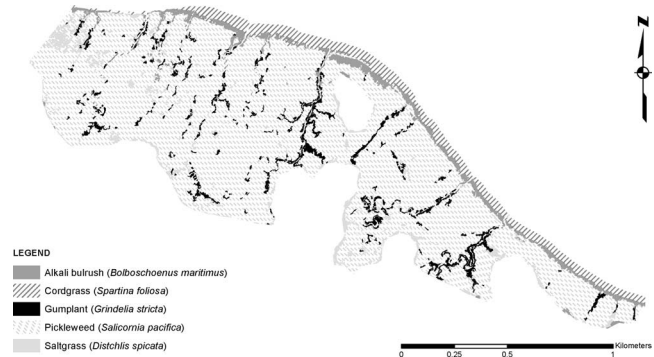 N
LEGEND
Alkali bulrush (Bolboschoenus maritimus)
Cordgrass (Spartina foliosa)
Gumplant (Grindelia stricta)
Pickleweed (Salicornia pacifica)
Saltgrass (Distchlis spicata)
Kilometers
0 0.25 0.5 1